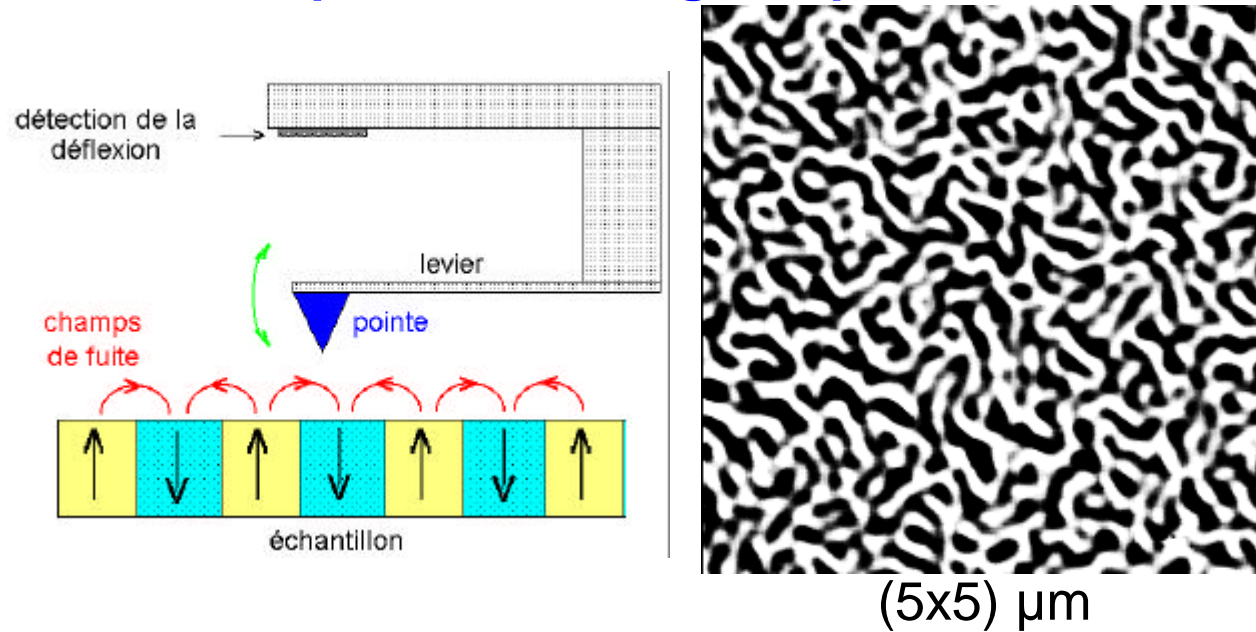 détection de la
déflexion
levier
champs
de fuite
pointe
échantillon
(5x5) µm